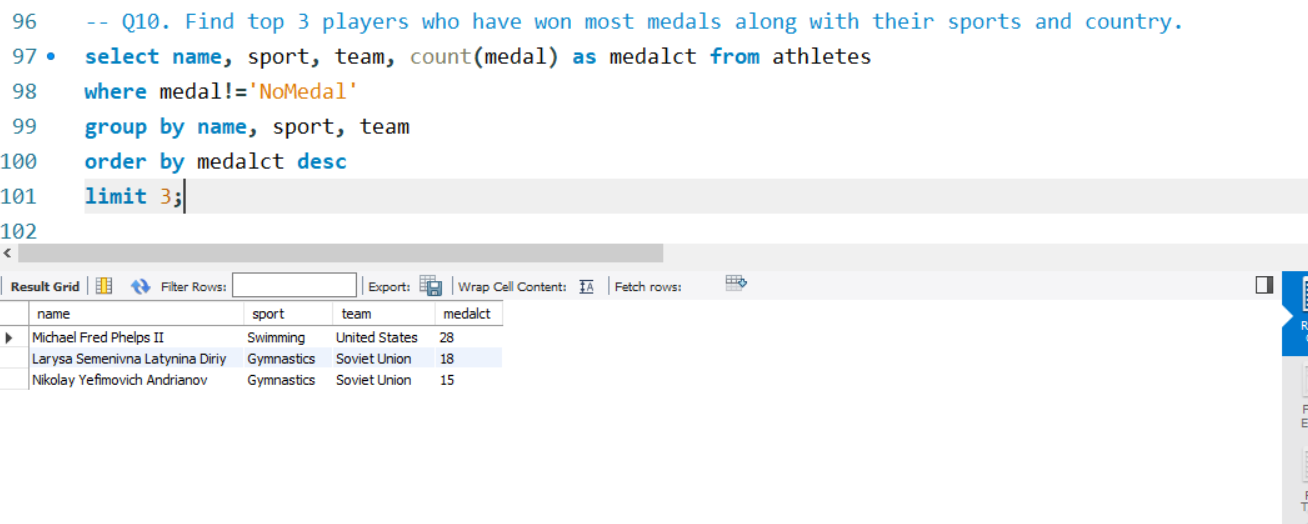 96 -- Q10. Find top 3 players who have won most medals along with their sports and country.
97 select name, sport, team, count(medal) as medalct from athletes
98 where medal!='NoMedal'
99 group by name, sport, team
100 order by medalct desc
101 limit 3;
102
Result Grid Filter Rows: Export: Wrap Cell Content: IA Fetch rows:
name sport team medalct
Michael Fred Phelps II Swimming United States 28
Larysa Semenivna Latynina Diriy Gymnastics Soviet Union 18
Nikolay Yefimovich Andrianov Gymnastics Soviet Union 15